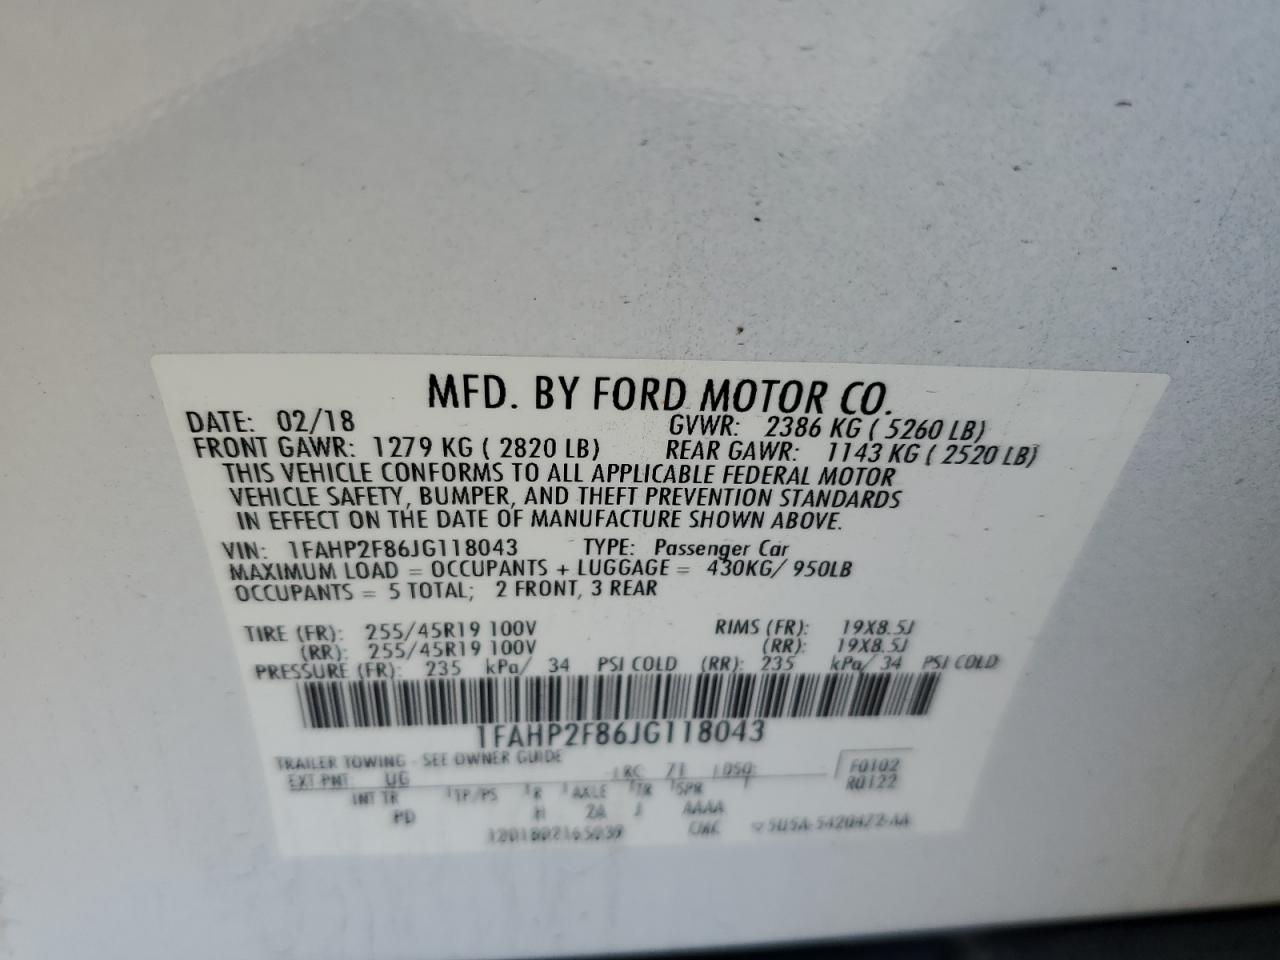 MFD. BY FORD MOTOR CO.
DATE: 02/18 GVWR: 2386 KG ( 5260 LB)
FRONT GAWR: 1279 KG ( 2820 LB) REAR GAWR: 1143 KG ( 2520 LB)
THIS VEHICLE CONFORMS TO ALL APPLICABLE FEDERAL MOTOR
VEHICLE SAFETY, BUMPER, AND THEFT PREVENTION STANDARDS
IN EFFECT ON THE DATE OF MANUFACTURE SHOWN ABOVE.
VIN: 1FAHP2F86JG118043 TYPE: Passenger Car
MAXIMUM LOAD = OCCUPANTS + LUGGAGE = 430KG/ 950LB
OCCUPANTS = 5 TOTAL; 2 FRONT, 3 REAR
TIRE (FR): 255/45R19 100V RIMS (FR): 19X8.5J
(RR): 255/45R19 100V (RR): 19X8.5J
PRESSURE (FR): 235 kPa/ 34 PSI COLD (RR): 235 kPa/ 34 PSI COLD
1FAHP2F86JG118043
TRAILER TOWING - SEE OWNER GUIDE
EXT PNT: UG RC: 71 DSO: F0102
R0122
INT TR TP/PS R AXLE TR SPR
PD H 2A J AAAA